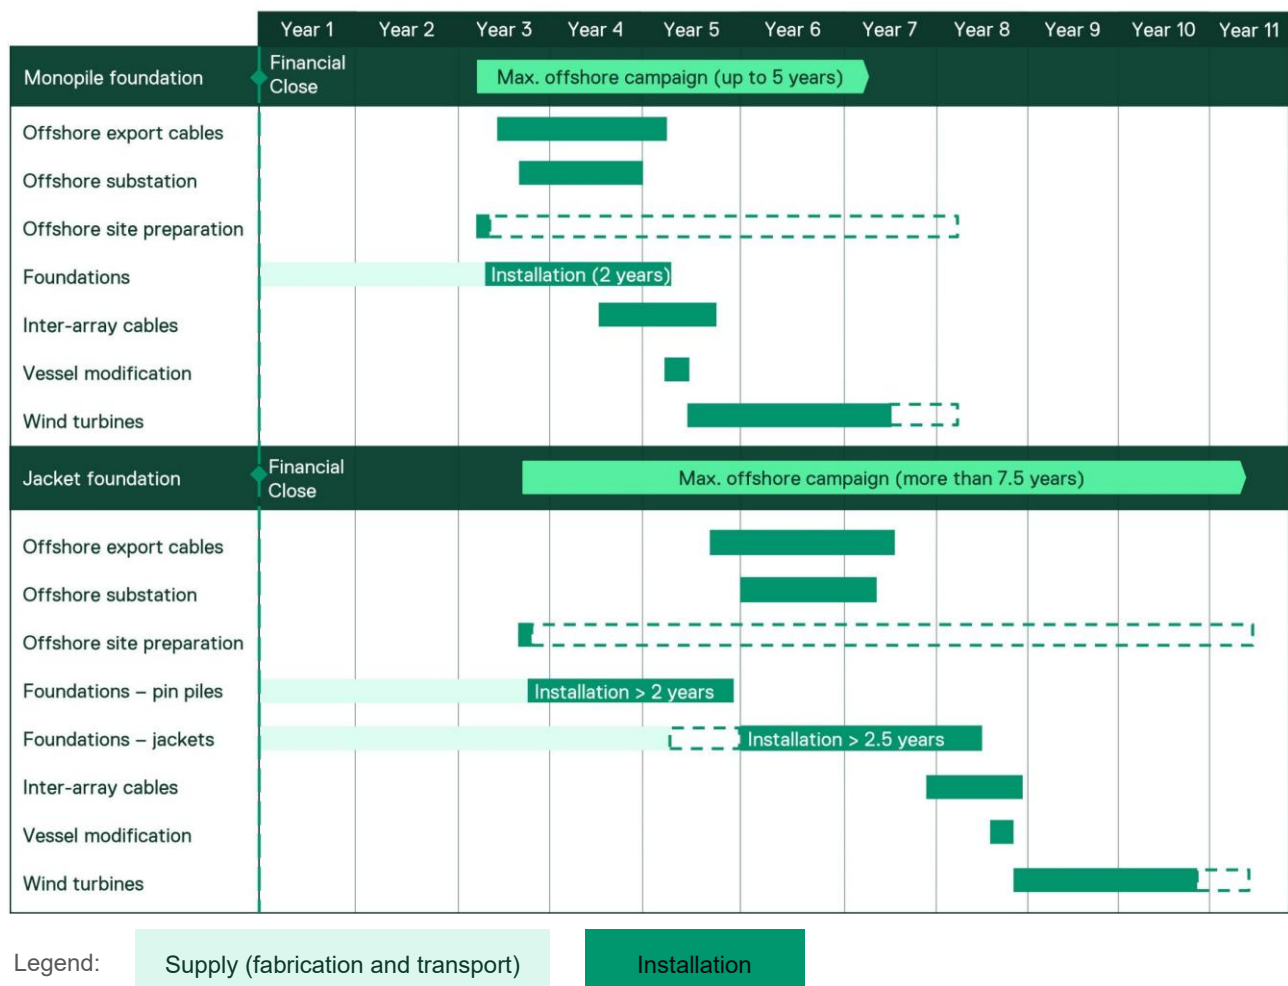 Year 1 Year 2 Year 3 Year 4 Year 5 Year 6 Year 7 Year 8 Year 9 Year 10 Year 11
Monopile foundation
Financial
Close
Max. offshore campaign (up to 5 years)
Offshore export cables
Offshore substation
Offshore site preparation
Foundations
Installation (2 years)
Inter-array cables
Vessel modification
Wind turbines
Jacket foundation
Financial
Close
Max. offshore campaign (more than 7.5 years)
Offshore export cables
Offshore substation
Offshore site preparation
Foundations – pin piles
Installation > 2 years
Foundations – jackets
Installation > 2.5 years
Inter-array cables
Vessel modification
Wind turbines
Legend:
Supply (fabrication and transport)
Installation